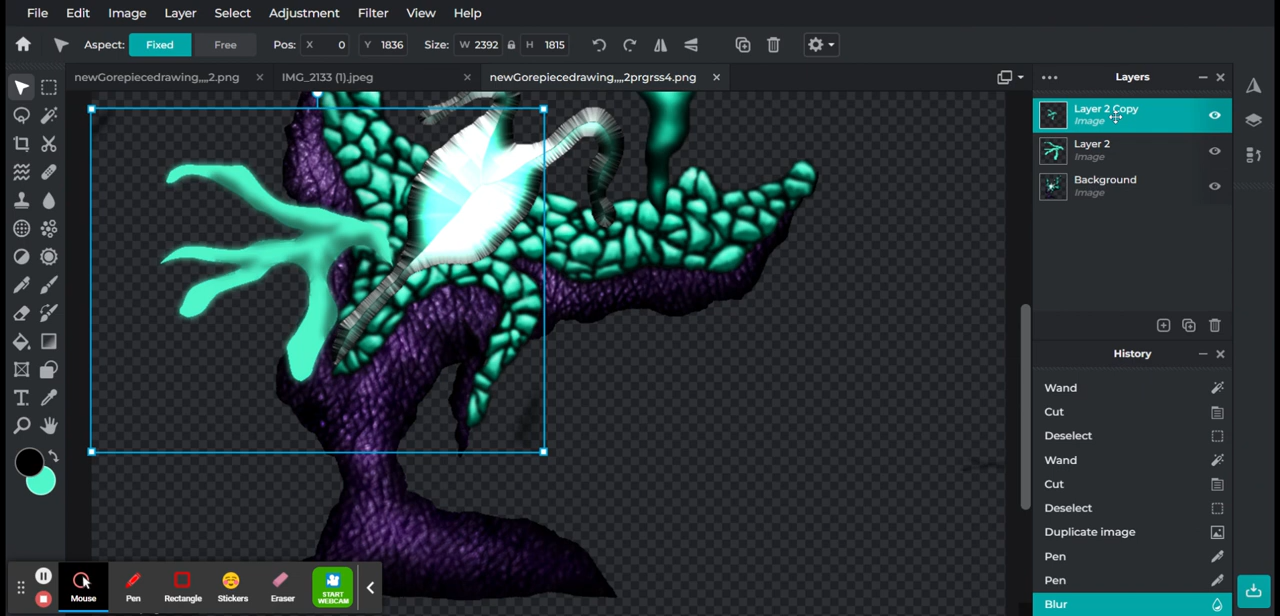 File Edit Image Layer Select Adjustment Filter View Help
Aspect: Fixed Free Pos: X 0 Y 1836 Size: W 2392 H 1815
newGorepiecedrawing,,,,2.png IMG_2133 (1).jpeg newGorepiecedrawing,,,,2prgrss4.png
Layers
Layer 2 Copy
Image
Layer 2
Image
Background
Image
History
Wand
Cut
Deselect
Wand
Cut
Deselect
Duplicate image
Pen
Pen
Blur
Mouse Pen Rectangle Stickers Eraser START
WEBCAM